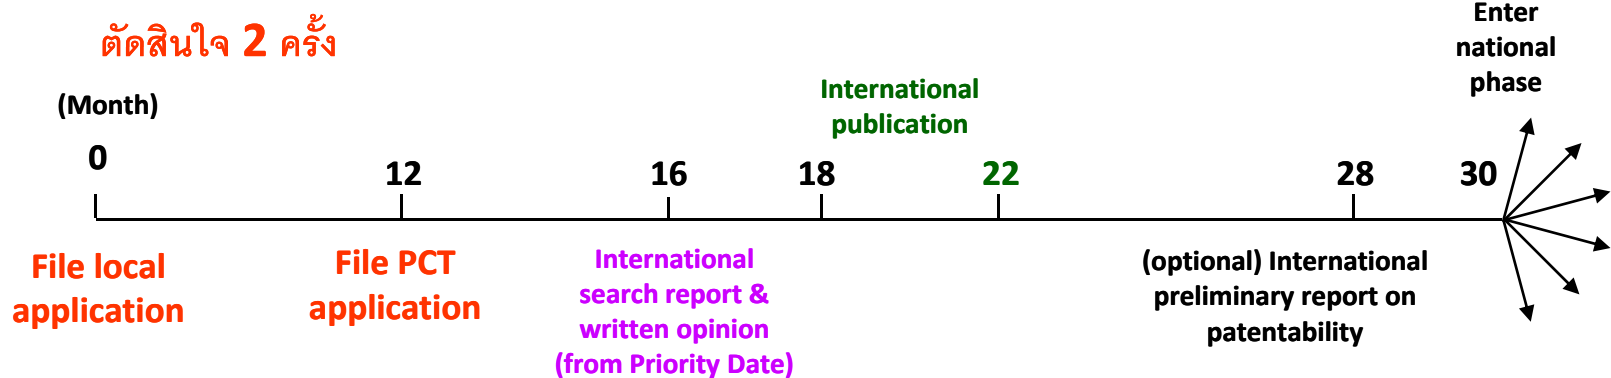 ตัดสินใจ 2 ครั้ง
(Month)
Enter
national
phase
International
publication
0
12
16
18
22
28
30
File local
application
File PCT
application
International
search report &
written opinion
(from Priority Date)
(optional) International
preliminary report on
patentability